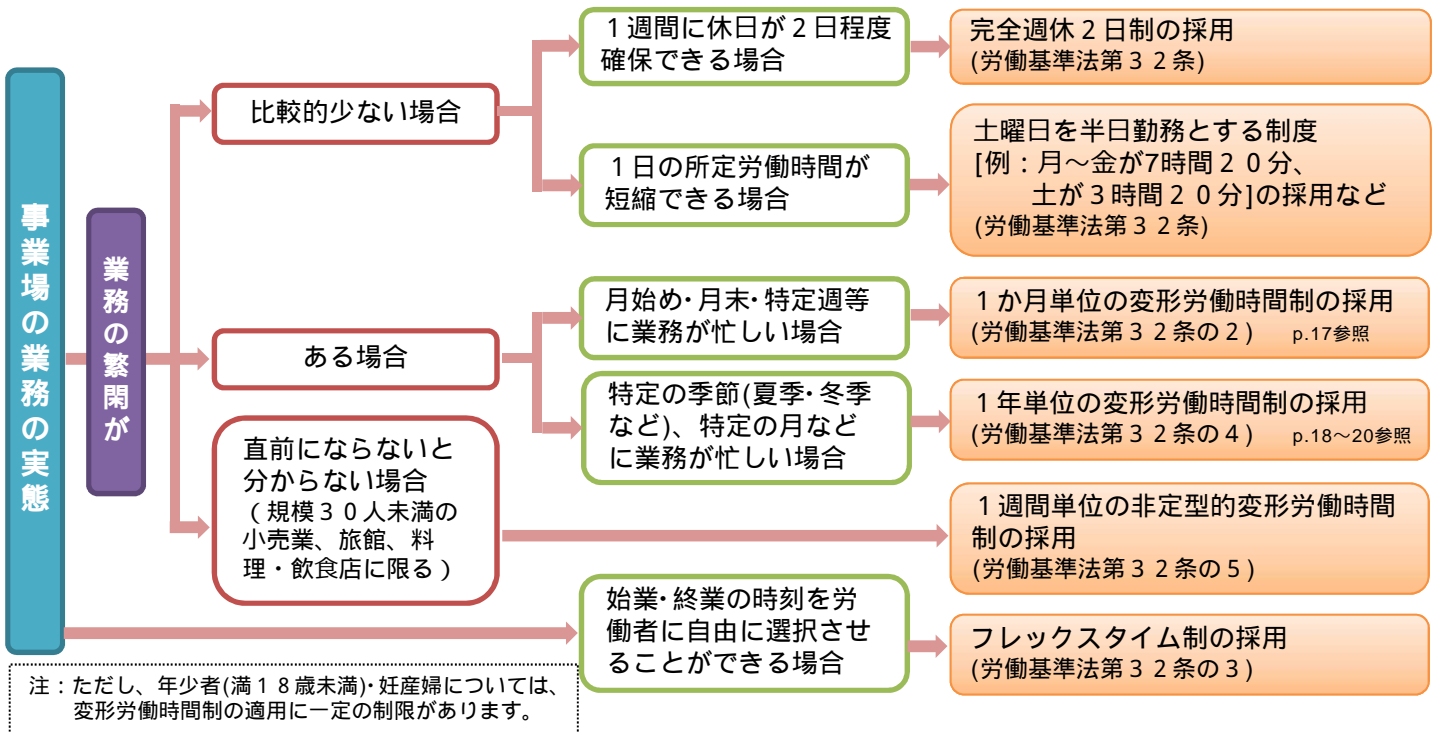 事業場の業務の実態
業務の繁閑が
比較的少ない場合
１週間に休日が２日程度
確保できる場合
完全週休２日制の採用
(労働基準法第３２条)
１日の所定労働時間が
短縮できる場合
土曜日を半日勤務とする制度
[例：月～金が7時間２０分、
土が３時間２０分]の採用など
(労働基準法第３２条)
ある場合
月始め・月末・特定週等
に業務が忙しい場合
１か月単位の変形労働時間制の採用
(労働基準法第３２条の２) p.17参照
特定の季節(夏季・冬季
など)、特定の月など
に業務が忙しい場合
１年単位の変形労働時間制の採用
(労働基準法第３２条の４) p.18～20参照
直前にならないと
分からない場合
（規模３０人未満の
小売業、旅館、料
理・飲食店に限る）
１週間単位の非定型的変形労働時間
制の採用
(労働基準法第３２条の５)
始業・終業の時刻を労
働者に自由に選択させ
ることができる場合
フレックスタイム制の採用
(労働基準法第３２条の３)
注：ただし、年少者(満１８歳未満)・妊産婦については、
変形労働時間制の適用に一定の制限があります。